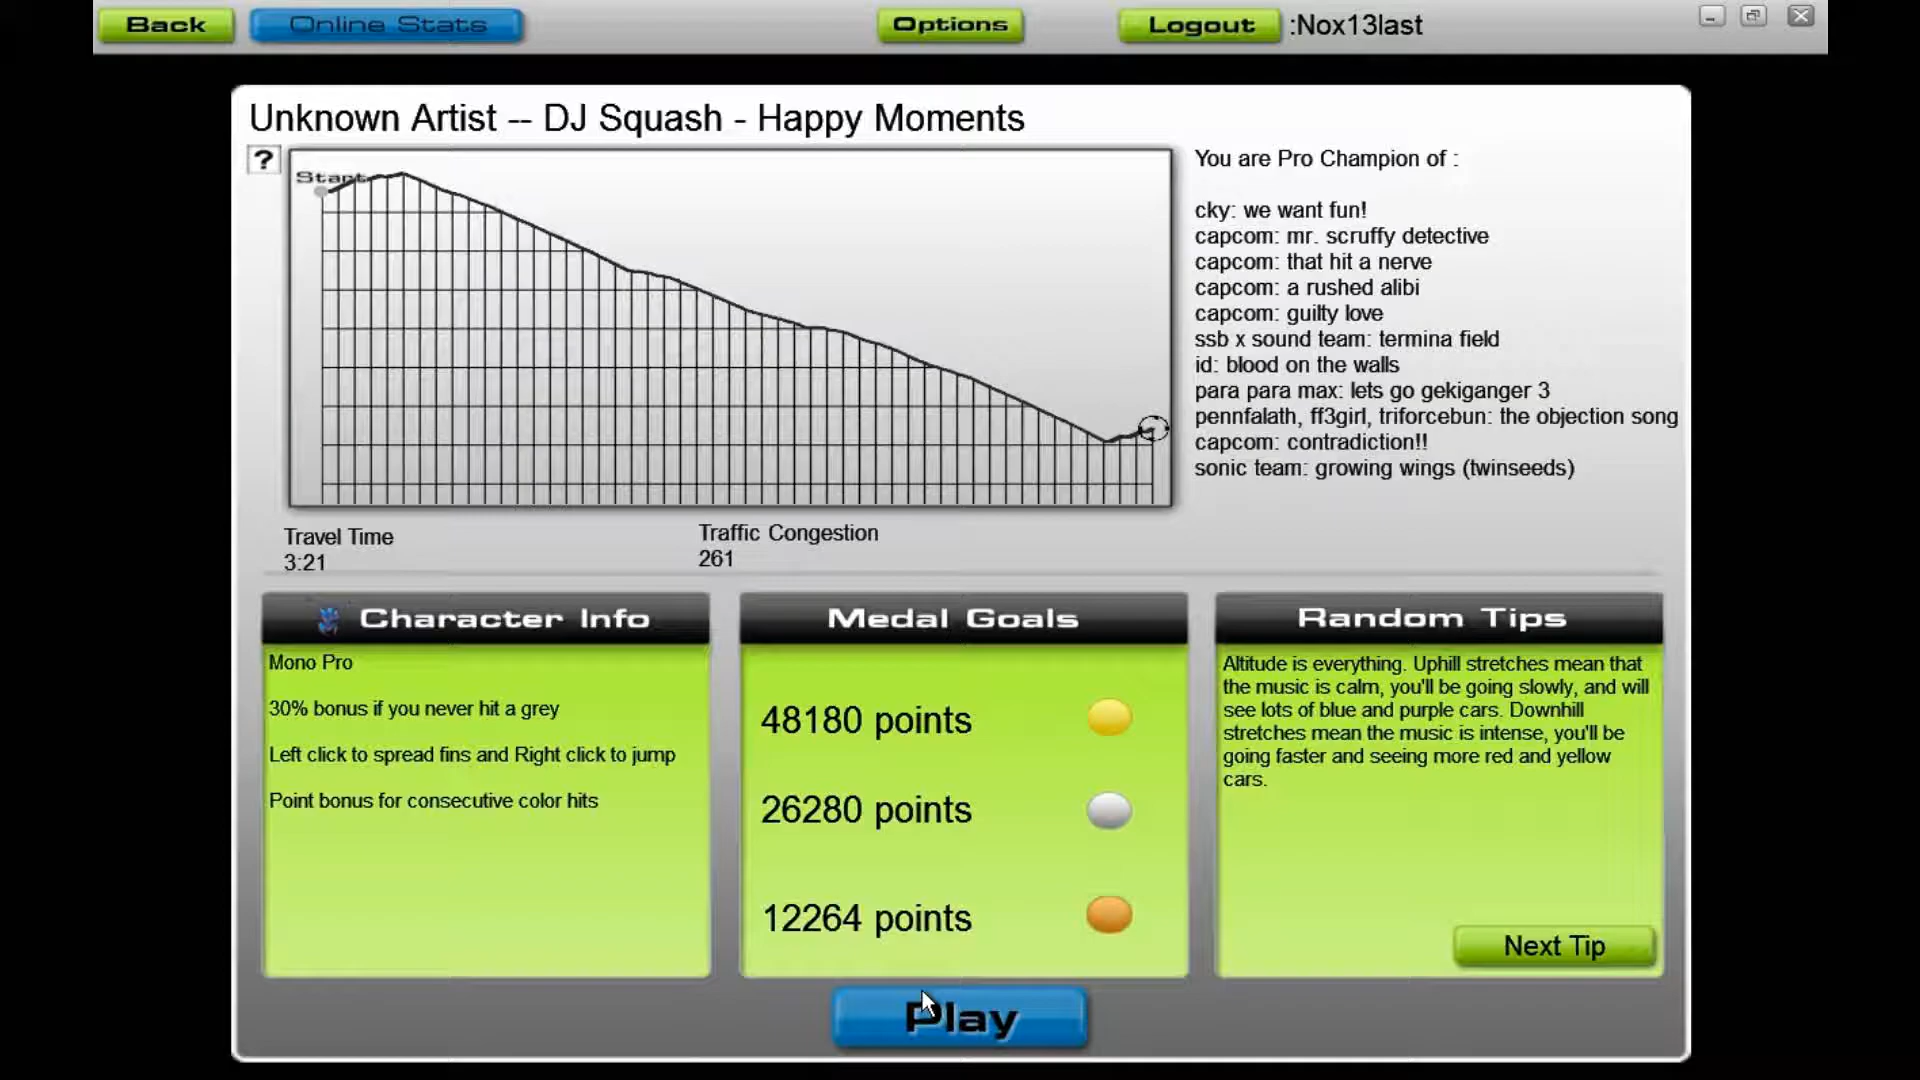 Back
Online Stats
Options
Logout
:Nox13last
Unknown Artist -- DJ Squash - Happy Moments
?
Start
You are Pro Champion of :
cky: we want fun!
capcom: mr. scruffy detective
capcom: that hit a nerve
capcom: a rushed alibi
capcom: guilty love
ssb x sound team: termina field
id: blood on the walls
para para max: lets go gekiganger 3
pennfalath, ff3girl, triforcebun: the objection song
capcom: contradiction!!
sonic team: growing wings (twinseeds)
Travel Time
3:21
Traffic Congestion
261
Character Info
Mono Pro
30% bonus if you never hit a grey
Left click to spread fins and Right click to jump
Point bonus for consecutive color hits
Medal Goals
48180 points
26280 points
12264 points
Random Tips
Altitude is everything. Uphill stretches mean that
the music is calm, you'll be going slowly, and will
see lots of blue and purple cars. Downhill
stretches mean the music is intense, you'll be
going faster and seeing more red and yellow
cars.
Next Tip
Play